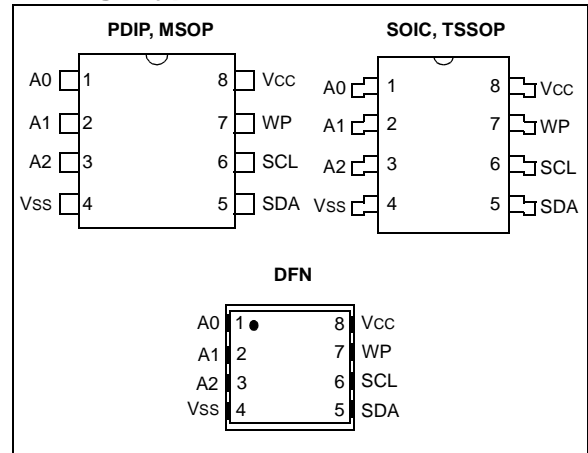 PDIP, MSOP
A0 1 8 VCC
A1 2 7 WP
A2 3 6 SCL
VSS 4 5 SDA
SOIC, TSSOP
A0 1 8 VCC
A1 2 7 WP
A2 3 6 SCL
VSS 4 5 SDA
DFN
A0 1 8 VCC
A1 2 7 WP
A2 3 6 SCL
VSS 4 5 SDA